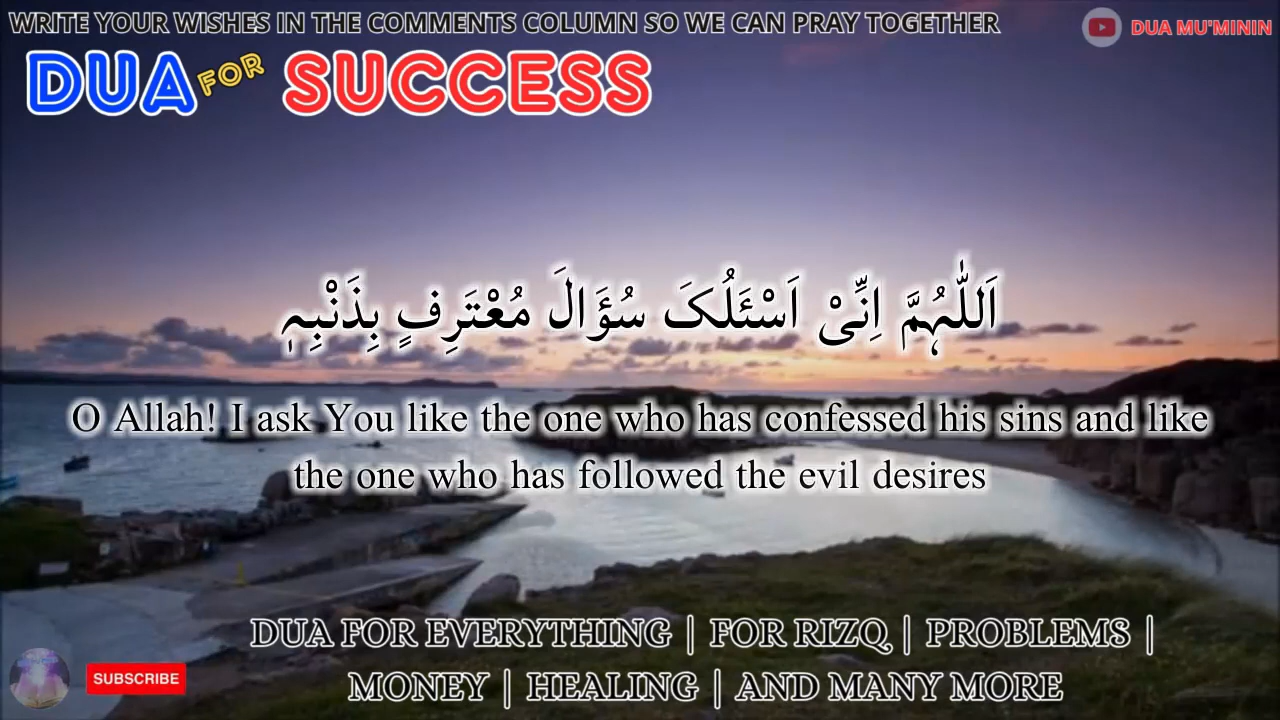 WRITE YOUR WISHES IN THE COMMENTS COLUMN SO WE CAN PRAY TOGETHER
DUA MU'MININ
DUA FOR SUCCESS
اَللّٰہُمَّ اِنِّیْ اَسْئَلُکَ سُؤَالَ مُعْتَرِفٍ بِذَنْبِہٖ
O Allah! I ask You like the one who has confessed his sins and like
the one who has followed the evil desires
DUA FOR EVERYTHING | FOR RIZQ | PROBLEMS |
SUBSCRIBE
MONEY | HEALING | AND MANY MORE